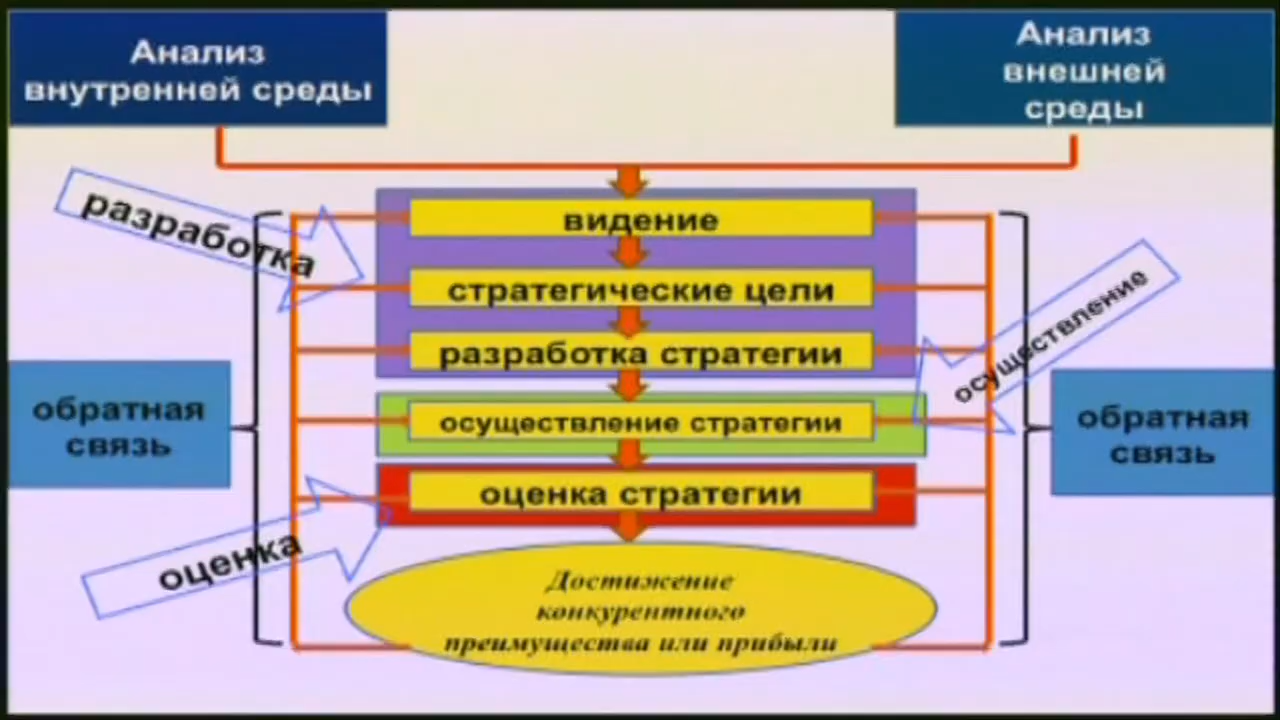 Анализ
внутренней среды
Анализ
внешней
среды
разработка
видение
стратегические цели
разработка стратегии
осуществление
обратная
связь
осуществление стратегии
обратная
связь
оценка стратегии
оценка
Достижение
конкурентного
преимущества или прибыли